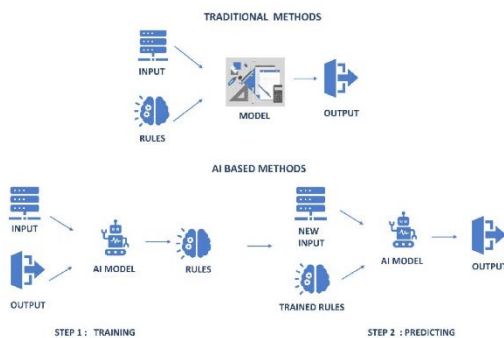 TRADITIONAL METHODS
INPUT
RULES
MODEL
OUTPUT
AI BASED METHODS
INPUT
OUTPUT
AI MODEL
RULES
NEW
INPUT
TRAINED RULES
AI MODEL
OUTPUT
STEP 1 : TRAINING
STEP 2 : PREDICTING